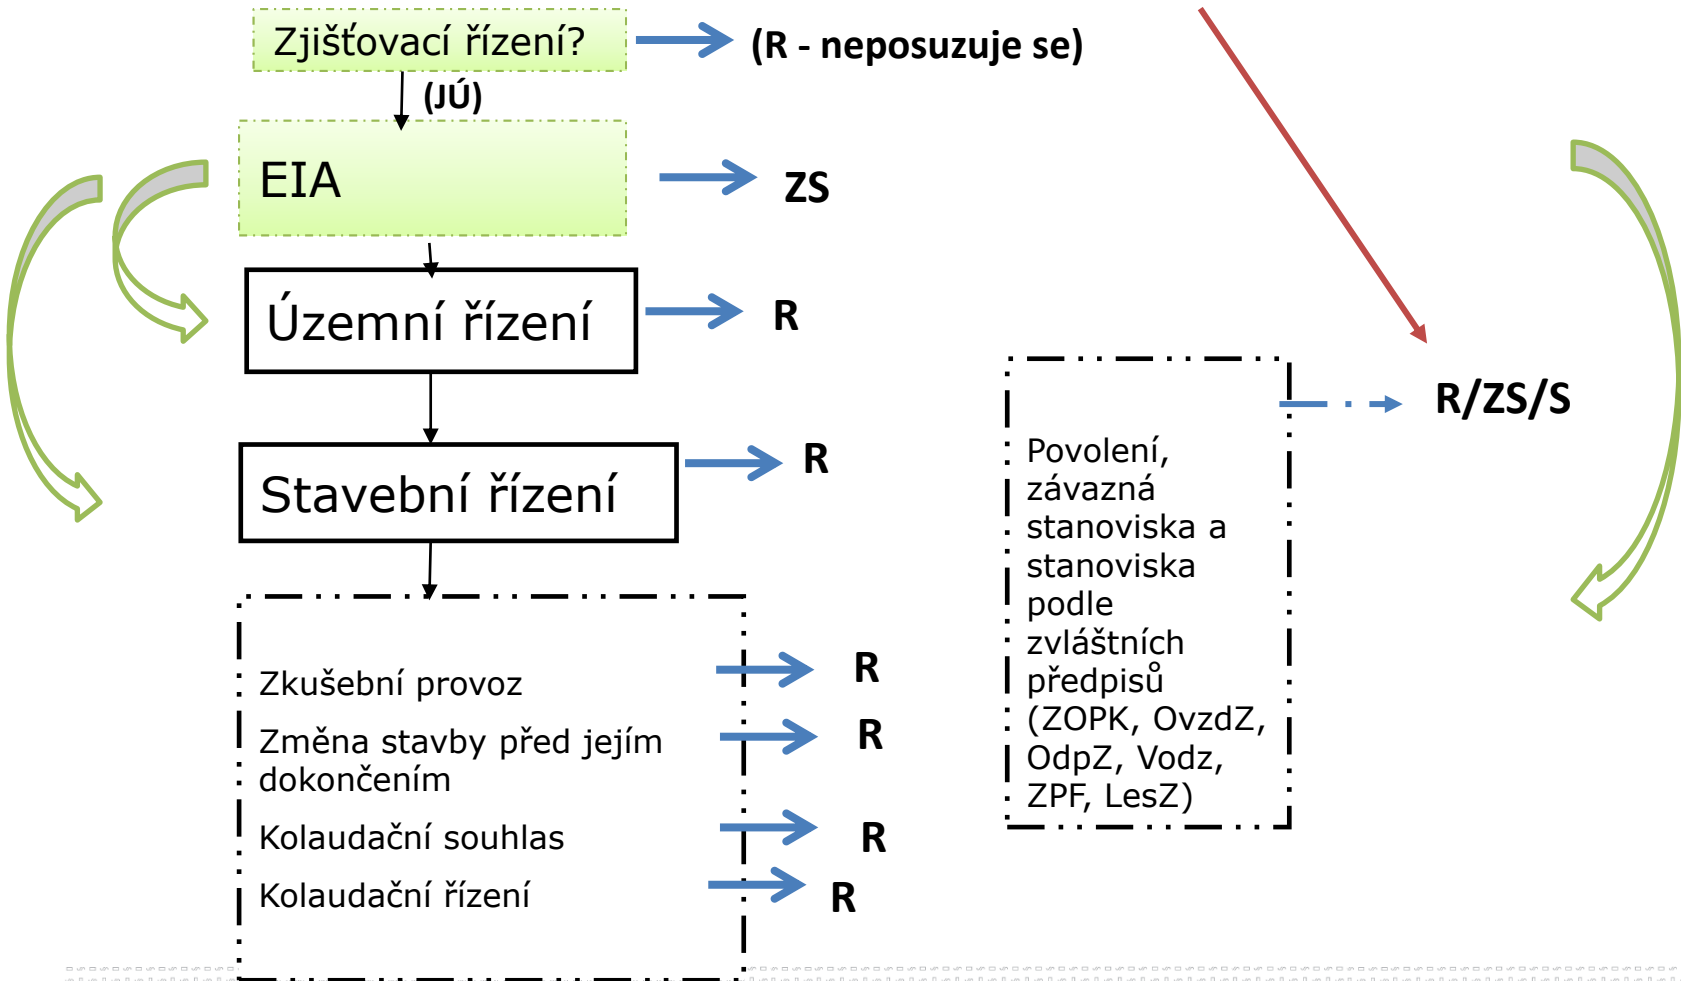 Zjišťovací řízení?
(R - neposuzuje se)
(JÚ)
EIA
ZS
Územní řízení
R
Stavební řízení
R
Zkušební provoz
R
Změna stavby před jejím
dokončením
R
Kolaudační souhlas
R
Kolaudační řízení
R
Povolení,
závazná
stanoviska a
stanoviska
podle
zvláštních
předpisů
(ZOPK, OvzdZ,
OdpZ, Vodz,
ZPF, LesZ)
R/ZS/S